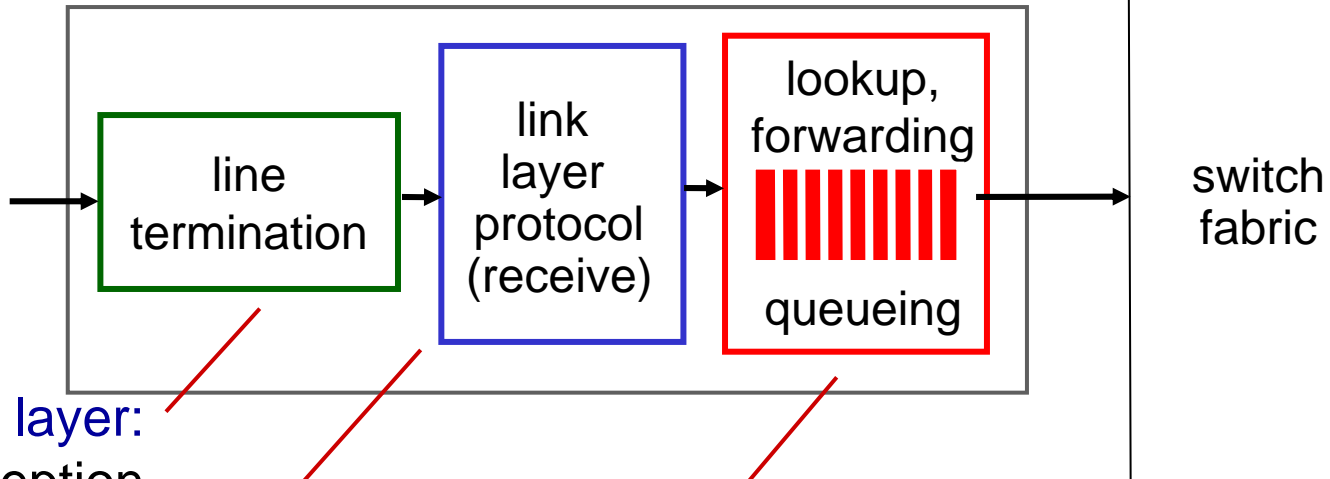 line
termination
link
layer
protocol
(receive)
lookup,
forwarding
queueing
switch
fabric
layer: